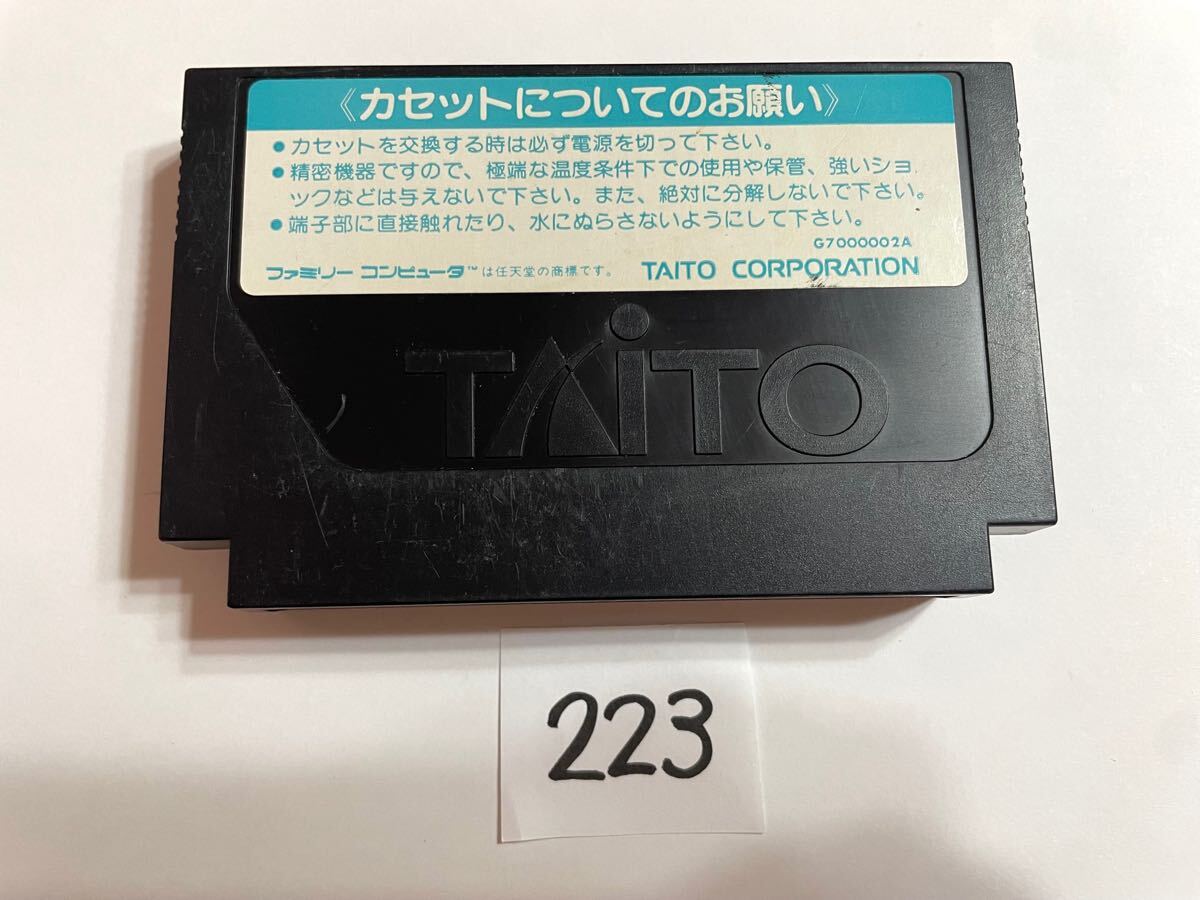 《カセットについてのお願い》
●カセットを交換する時は必ず電源を切って下さい。
●精密機器ですので、極端な温度条件下での使用や保管、強いショ
ックなどは与えないで下さい。また、絶対に分解しないで下さい。
●端子部に直接触れたり、水にぬらさないようにして下さい。
G7000002A
ファミリー コンピュータ™は任天堂の商標です。 TAITO CORPORATION
TAiTO
223